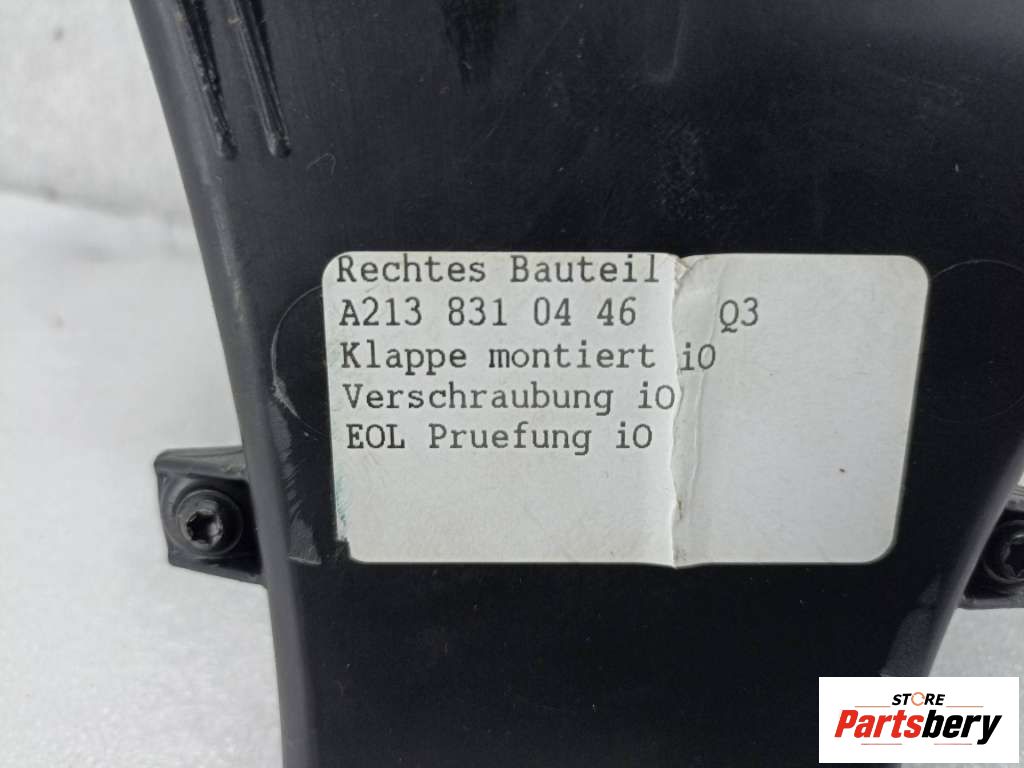 Rechtes Bauteil
A213 831 04 46 Q3
Klappe montiert iO
Verschraubung iO
EOL Pruefung iO
STORE
Partsbery